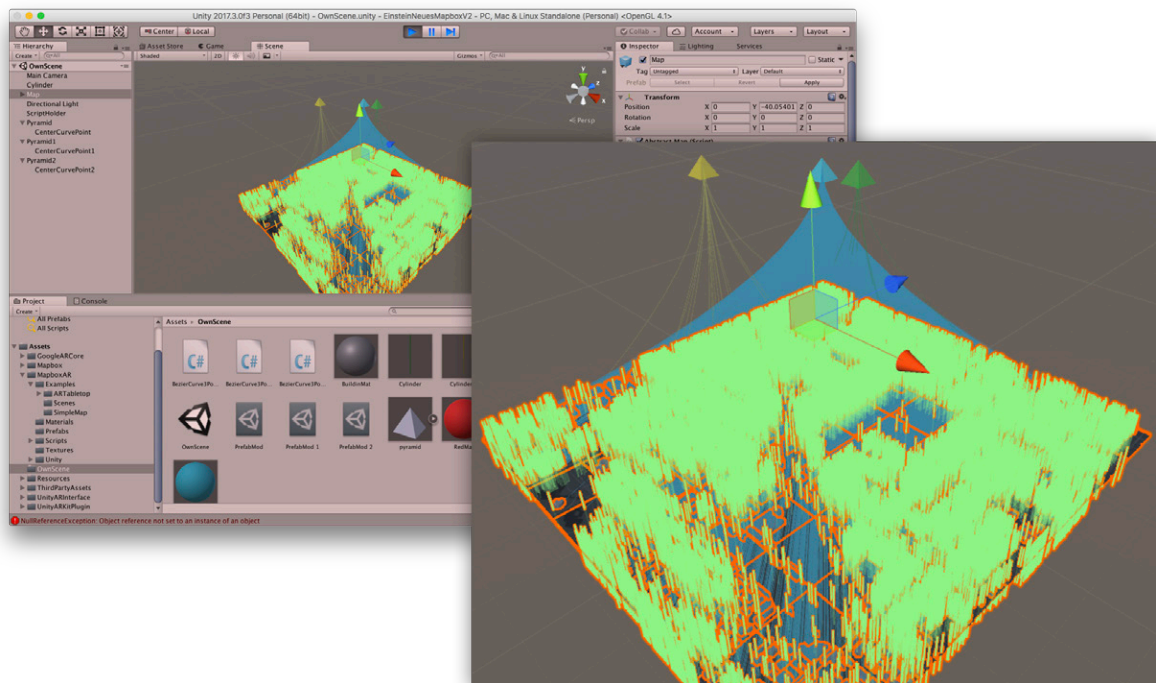 Unity 2017.3.0f3 Personal (64bit) - OwnScene.unity - EinsteinNeuesMapboxV2 - PC, Mac & Linux Standalone (Personal) <OpenGL 4.1>
Center Local
Collab Account Layers Layout
Hierarchy
Create
OwnScene
Main Camera
Cylinder
Map
Directional Light
ScriptHolder
Pyramid
CenterCurvePoint
Pyramid1
CenterCurvePoint1
Pyramid2
CenterCurvePoint2
Asset Store Game Scene
Shaded 2D Gizmos
y
z
x
Persp
Inspector Lighting Services
Map Static
Tag Untagged Layer Default
Prefab Select Revert Apply
Transform
Position X 0 Y -40.05401 Z 0
Rotation X 0 Y 0 Z 0
Scale X 1 Y 1 Z 1
Abstract Map (Script)
Project Console
Create
All Prefabs
All Scripts
Assets
GoogleARCore
Mapbox
MapboxAR
Examples
ARTabletop
Scenes
SimpleMap
Materials
Prefabs
Scripts
Textures
Unity
OwnScene
Resources
ThirdPartyAssets
UnityARInterface
UnityARKitPlugin
Assets OwnScene
C# C# C#
BezierCurve3Po... BezierCurve3Po... BezierCurve3Po... BuildinMat Cylinder
OwnScene PrefabMod PrefabMod 1 PrefabMod 2 pyramid
NullReferenceException: Object reference not set to an instance of an object